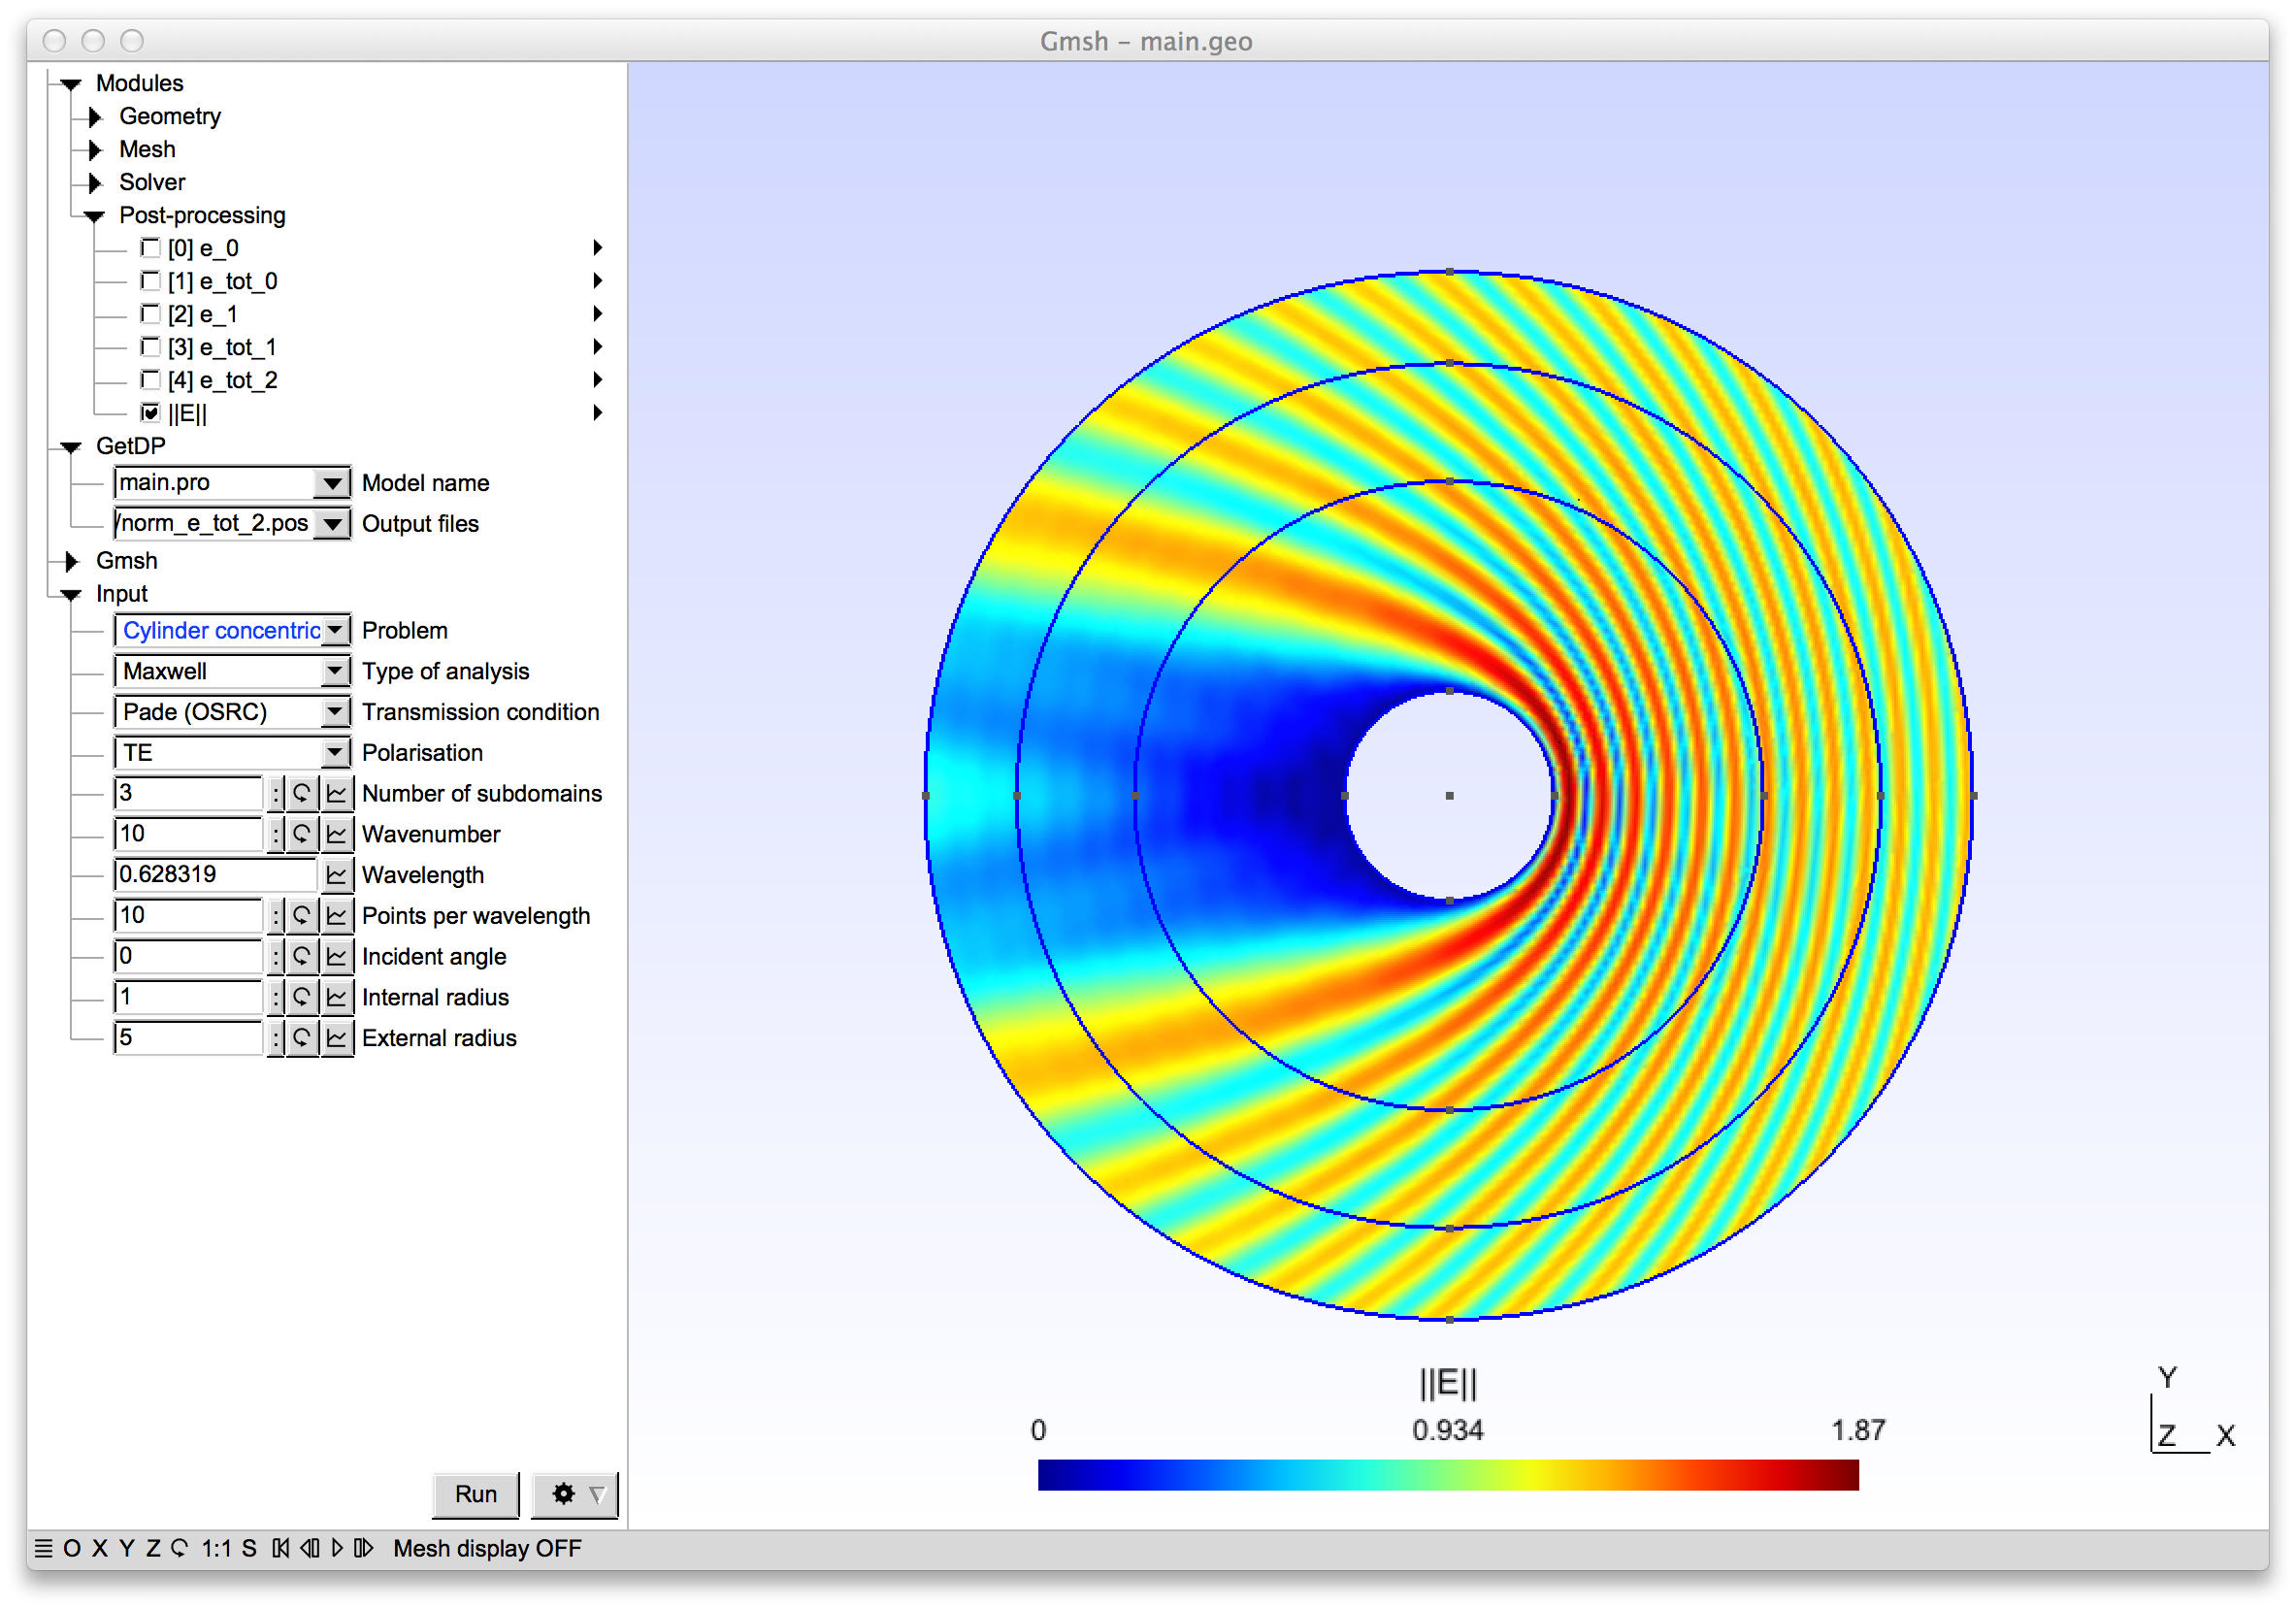 Gmsh - main.geo
Modules
Geometry
Mesh
Solver
Post-processing
[0] e_0
[1] e_tot_0
[2] e_1
[3] e_tot_1
[4] e_tot_2
||E||
GetDP
main.pro Model name
/norm_e_tot_2.pos Output files
Gmsh
Input
Cylinder concentric Problem
Maxwell Type of analysis
Pade (OSRC) Transmission condition
TE Polarisation
3 : Number of subdomains
10 : Wavenumber
0.628319 Wavelength
10 : Points per wavelength
0 : Incident angle
1 : Internal radius
5 : External radius
Run
||E||
0 0.934 1.87
Y
Z X
O X Y Z 1:1 S Mesh display OFF